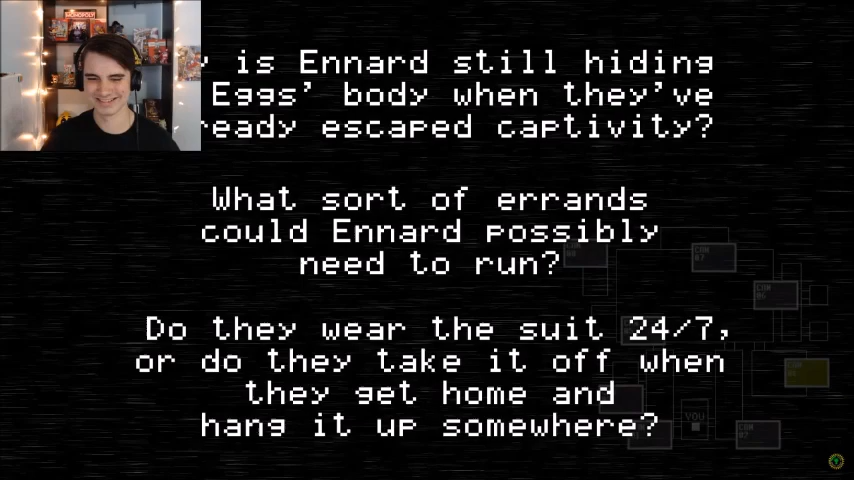 is Ennard still hiding
Eggs' body when they've
escaped captivity?
What sort of errands
could Ennard possibly
need to run?
Do they wear the suit 24/7,
or do they take it off when
they get home and
hang it up somewhere?
MONOPOLY
YOU